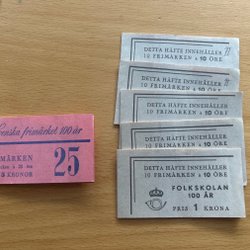 Svenska frimärket 100 år
MÄRKEN
25
8 KRONOR
DETTA HÄFTE INNEHÅLLER
10 FRIMÄRKEN à 10 ÖRE
DETTA HÄFTE INNEHÅLLER
10 FRIMÄRKEN à 10 ÖRE
DETTA HÄFTE INNEHÅLLER
10 FRIMÄRKEN à 10 ÖRE
DETTA HÄFTE INNEHÅLLER
10 FRIMÄRKEN à 10 ÖRE
DETTA HÄFTE INNEHÅLLER
10 FRIMÄRKEN à 10 ÖRE
FOLKSKOLAN
100 ÅR
PRIS 1 KRONA